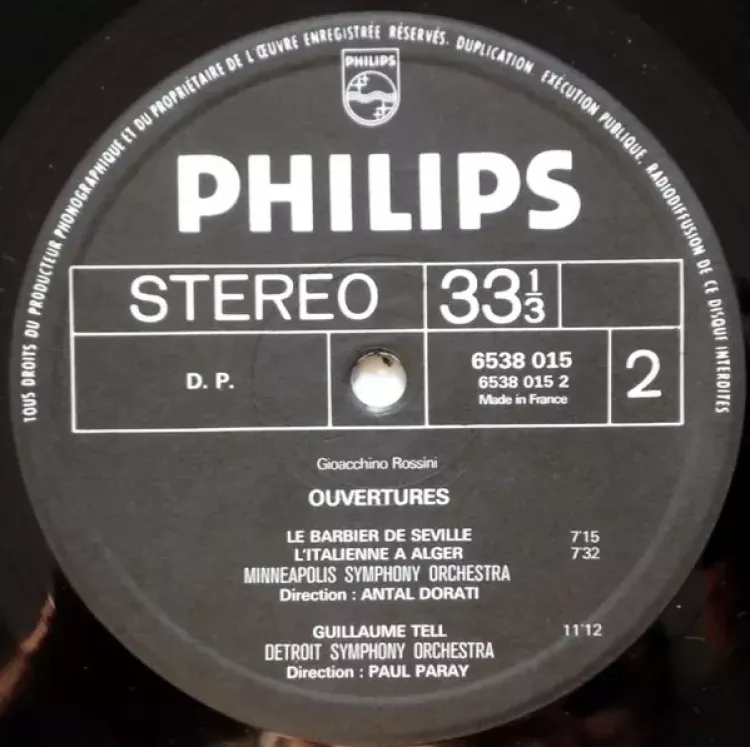 TOUS DROITS DU PRODUCTEUR PHONOGRAPHIQUE ET DU PROPRIÉTAIRE DE L'ŒUVRE ENREGISTRÉE RÉSERVÉS. DUPLICATION, EXÉCUTION PUBLIQUE, RADIODIFFUSION DE CE DISQUE INTERDITES
PHILIPS
PHILIPS
STEREO 33 1/3
D. P. 6538 015 2
6538 015 2
Made in France
Gioacchino Rossini
OUVERTURES
LE BARBIER DE SEVILLE 7'15
L'ITALIENNE A ALGER 7'32
MINNEAPOLIS SYMPHONY ORCHESTRA
Direction : ANTAL DORATI
GUILLAUME TELL 11'12
DETROIT SYMPHONY ORCHESTRA
Direction : PAUL PARAY